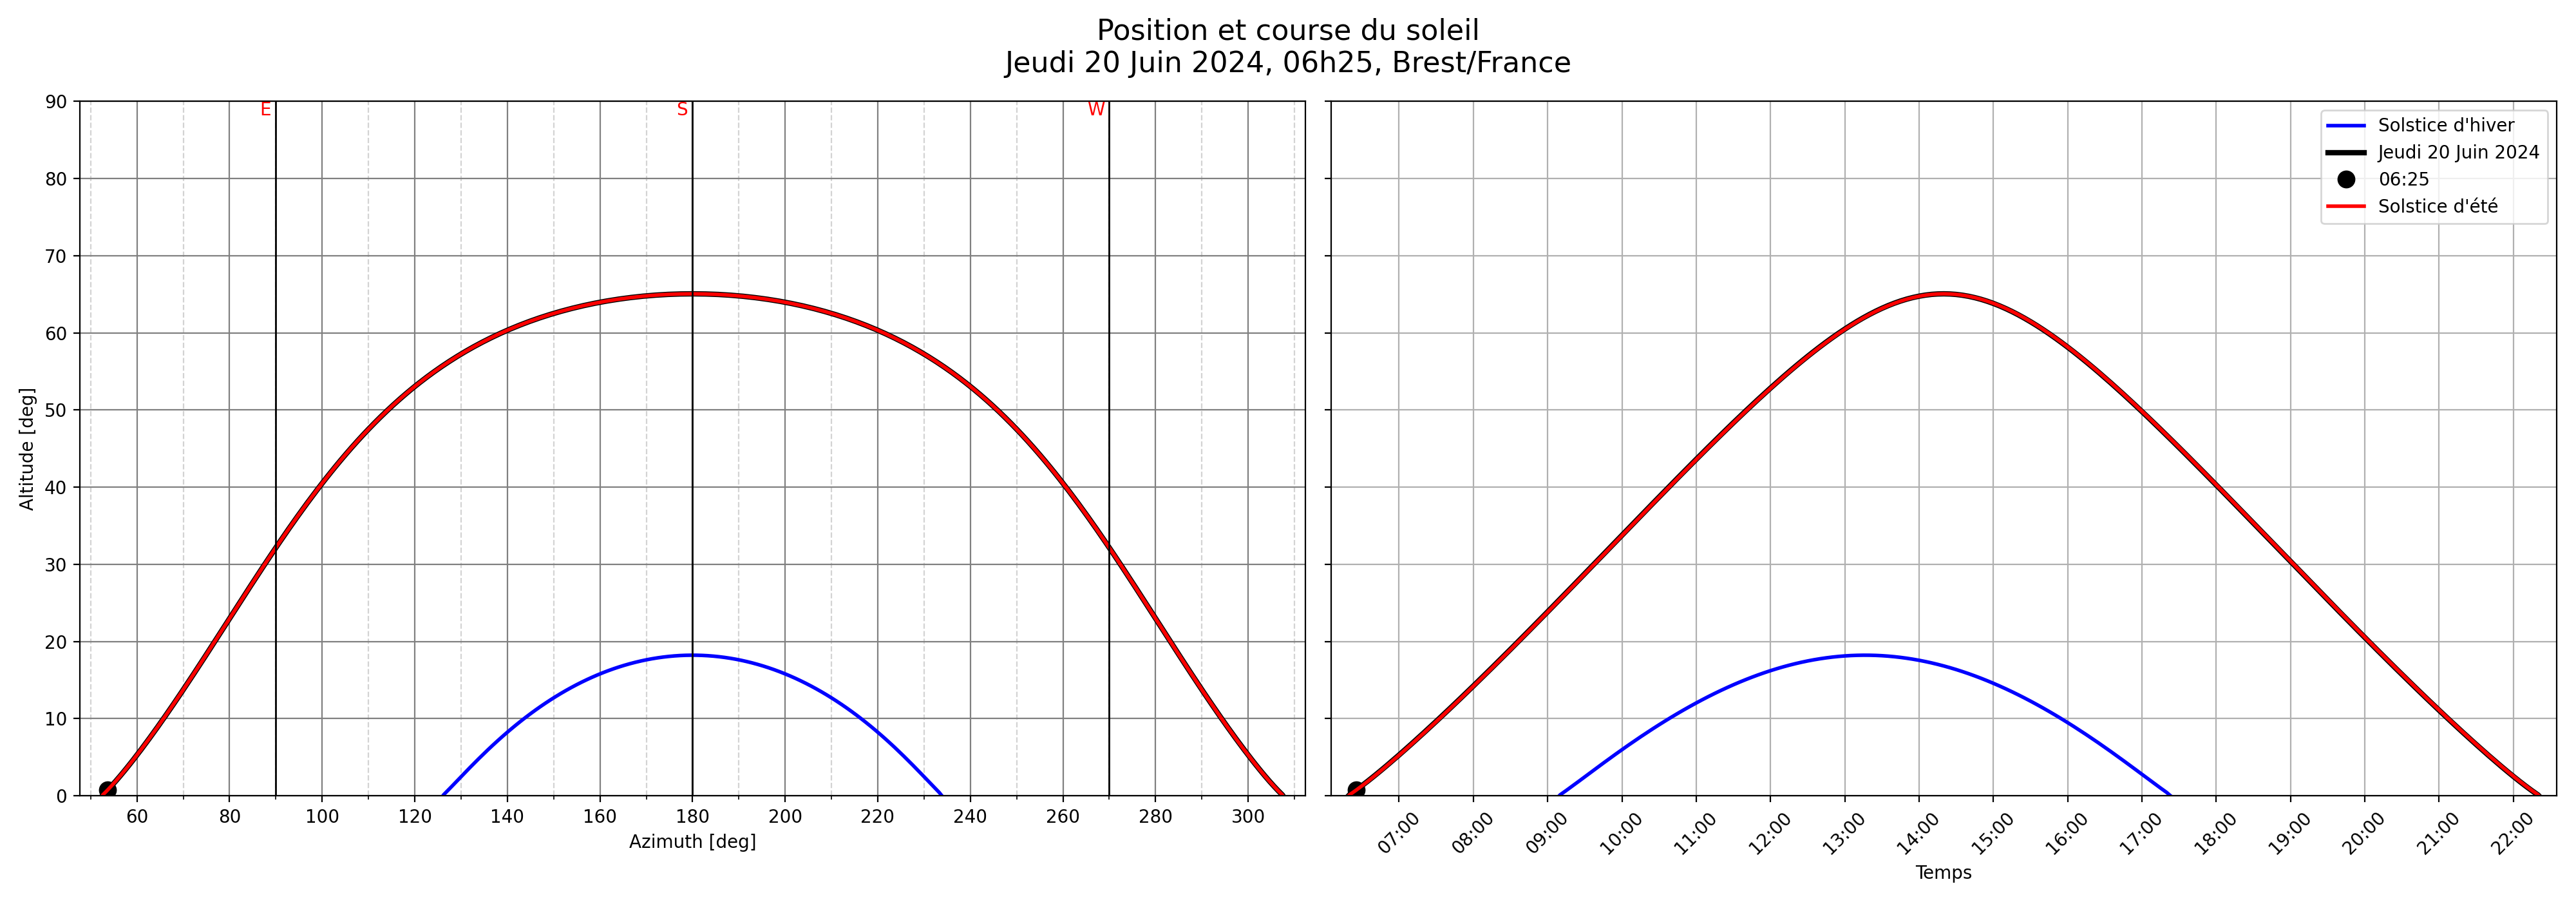 Position et course du soleil
Jeudi 20 Juin 2024, 06h25, Brest/France
E
S
W
90
80
70
60
50
40
30
20
10
0
Altitude [deg]
60 80 100 120 140 160 180 200 220 240 260 280 300
Azimuth [deg]
Solstice d'hiver
Jeudi 20 Juin 2024
06:25
Solstice d'été
07:00 08:00 09:00 10:00 11:00 12:00 13:00 14:00 15:00 16:00 17:00 18:00 19:00 20:00 21:00 22:00
Temps